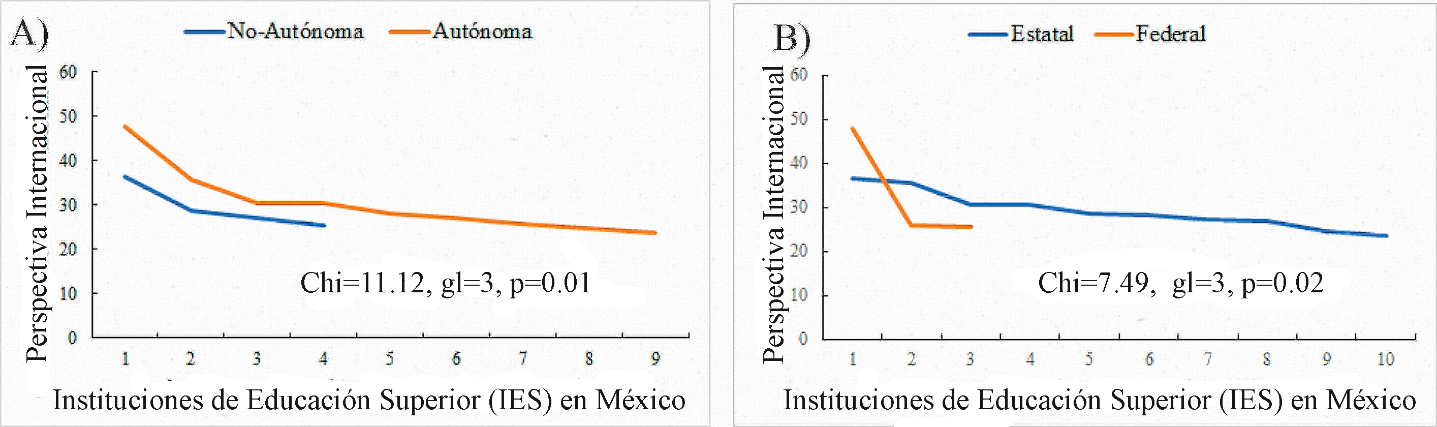 A)
No-Autónoma Autónoma
Perspectiva Internacional
60
50
40
30
20
10
0
Chi=11.12, gl=3, p=0.01
1 2 3 4 5 6 7 8 9
Instituciones de Educación Superior (IES) en México
B)
Estatal Federal
Perspectiva Internacional
60
50
40
30
20
10
0
Chi=7.49, gl=3, p=0.02
1 2 3 4 5 6 7 8 9 10
Instituciones de Educación Superior (IES) en México